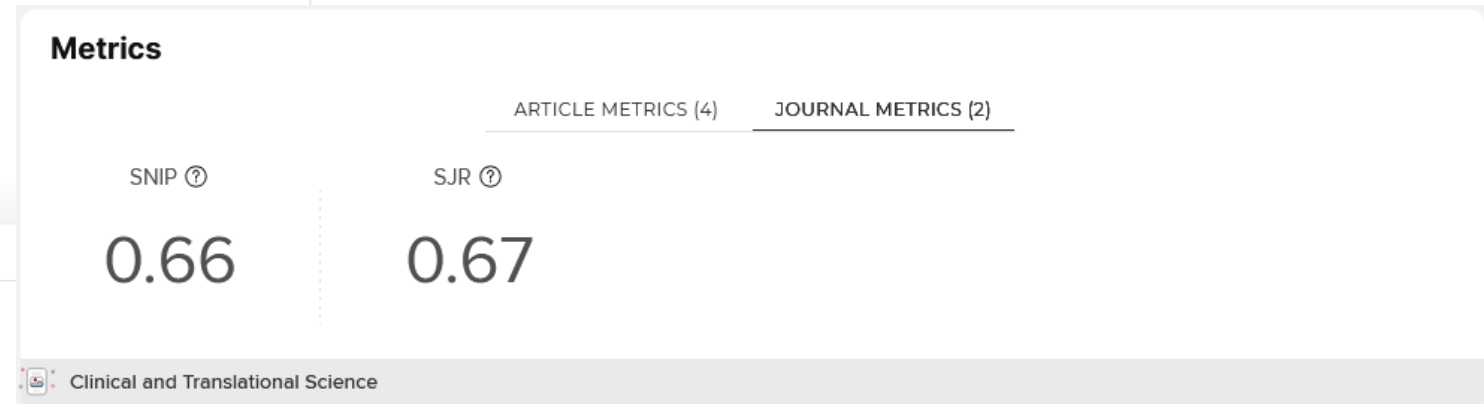 Metrics
ARTICLE METRICS (4) JOURNAL METRICS (2)
SNIP ? SJR ?
0.66 0.67
Clinical and Translational Science